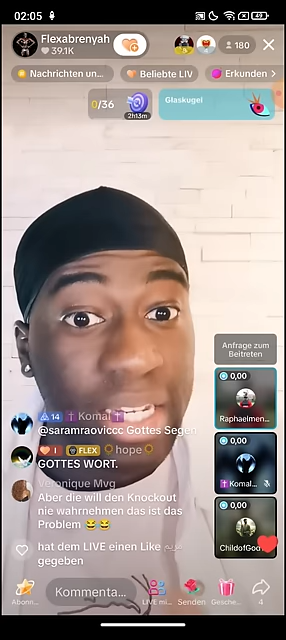 02:05
49
Flexabrenyah
39.1K
180
Nachrichten un...
Beliebte LIV
Erkunden
0/36
2h13m
Glaskugel
Anfrage zum
Beitreten
0,00
Raphaelmen...
0,00
Komal...
0,00
ChildofGod
14 Komal
@saramraoviccc Gottes Segen
1 FLEX hope
GOTTES WORT.
Veronique Mvg
Aber die will den Knockout
nie wahrnehmen das ist das
Problem 😂😂
hat dem LIVE einen Like
gegeben
Abonn...
Kommenta...
LIVE mi...
Senden
Gesche...
4